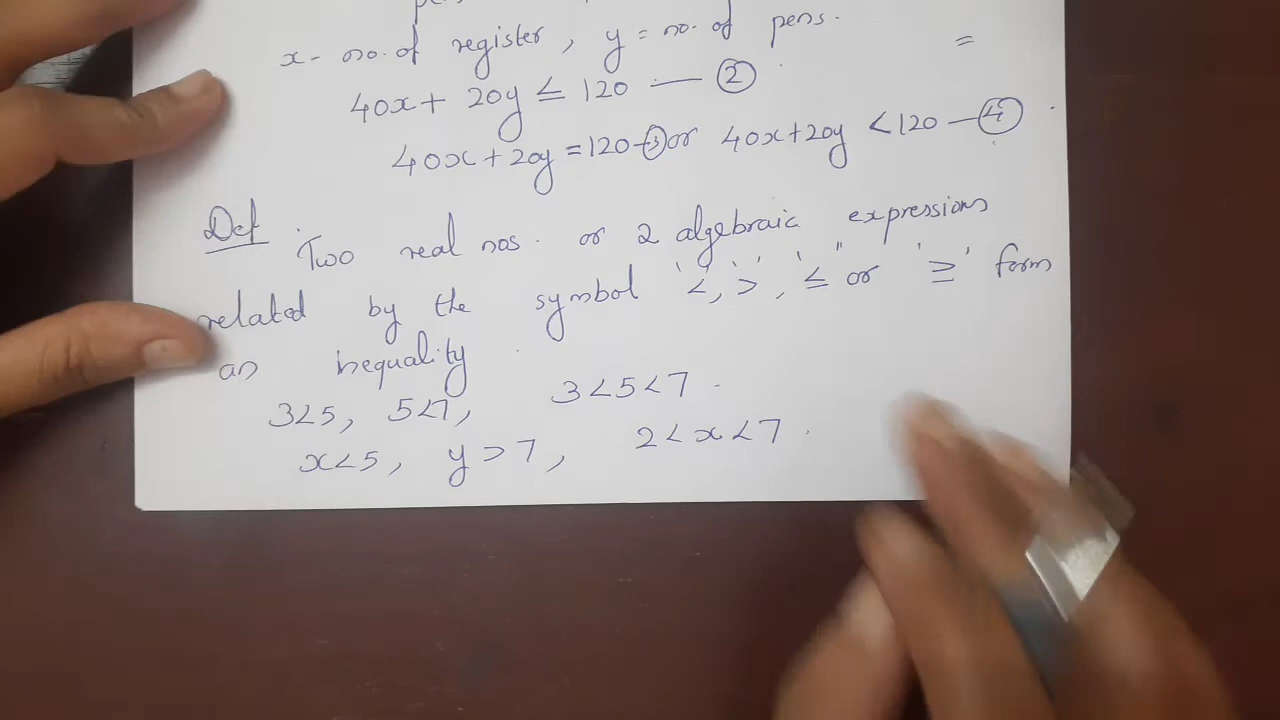 x - no. of register, y = no. of pens.
=
40x + 20y ≤ 120 — ②
40x + 20y = 120 - ③ or 40x + 20y < 120 — ④
Def Two real nos. or 2 algebraic expressions
related by the symbol '<', '>', '≤' or '≥' form
an inequality
3<5, 5<7, 3<5<7.
x<5, y>7, 2<x<7.